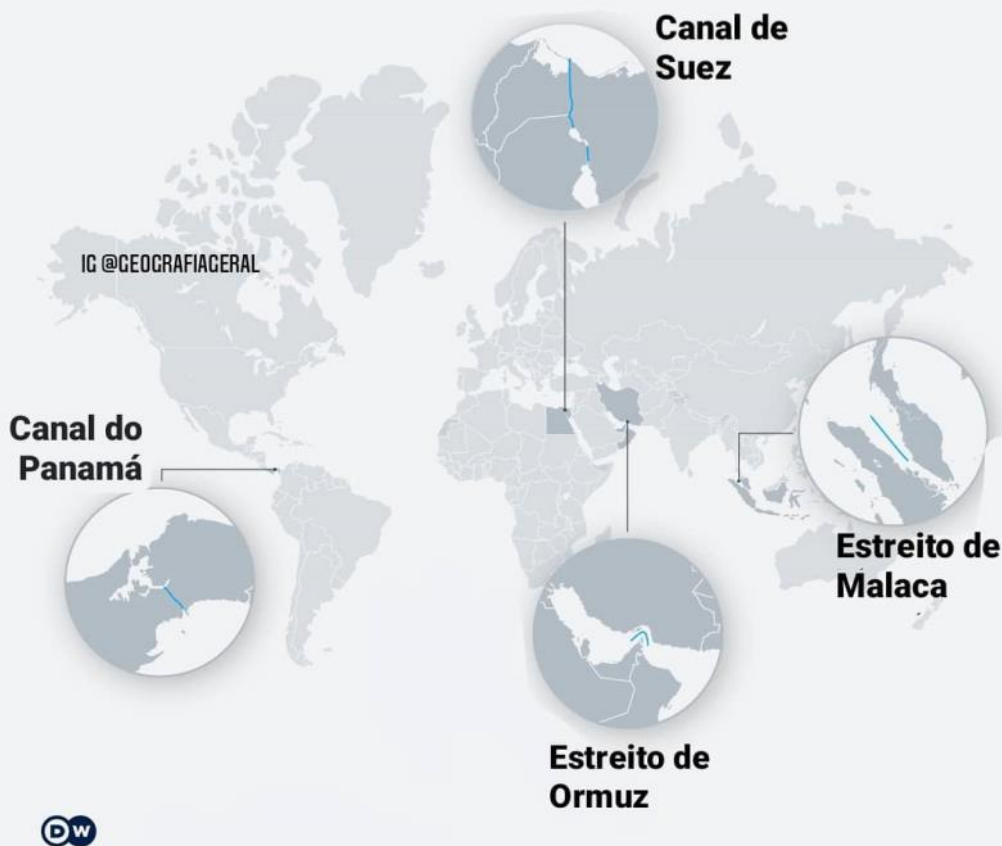 Canal de
Suez
IG @GEOGRAFIAGERAL
Canal do
Panamá
Estreito de
Malaca
Estreito de
Ormuz
DW